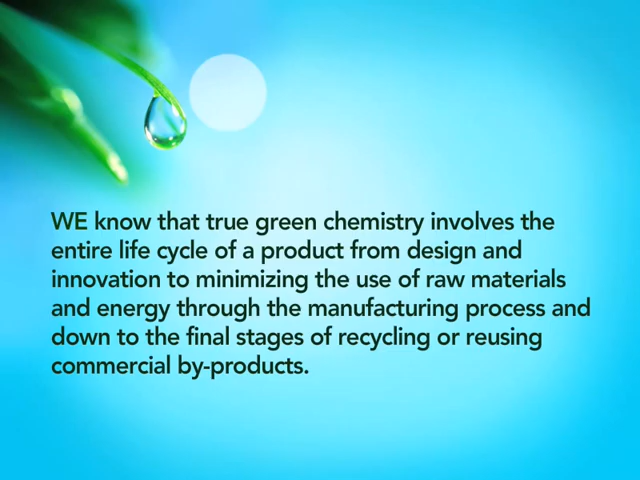 WE know that true green chemistry involves the
entire life cycle of a product from design and
innovation to minimizing the use of raw materials
and energy through the manufacturing process and
down to the final stages of recycling or reusing
commercial by-products.